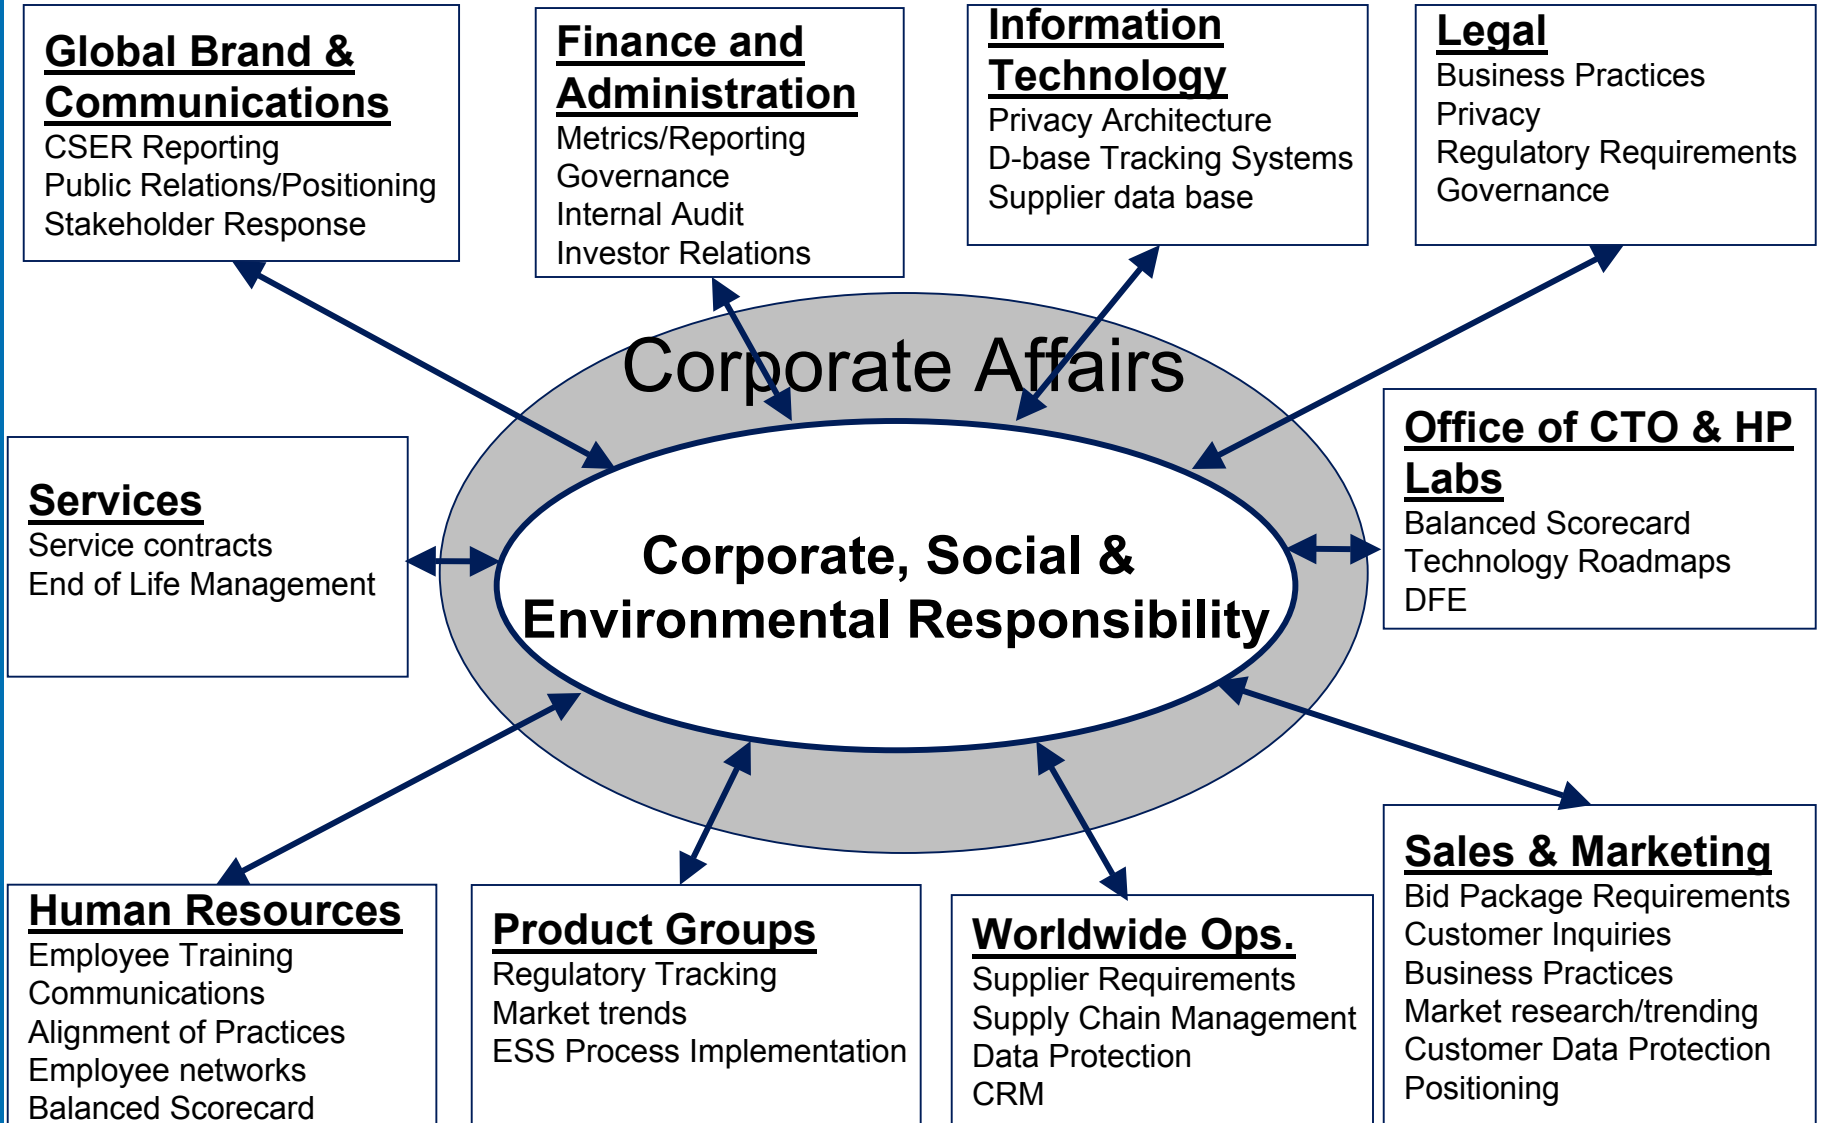 Global Brand &
Communications
CSER Reporting
Public Relations/Positioning
Stakeholder Response
Finance and
Administration
Metrics/Reporting
Governance
Internal Audit
Investor Relations
Information
Technology
Privacy Architecture
D-base Tracking Systems
Supplier data base
Legal
Business Practices
Privacy
Regulatory Requirements
Governance
Corporate Affairs
Services
Service contracts
End of Life Management
Corporate, Social &
Environmental Responsibility
Office of CTO & HP
Labs
Balanced Scorecard
Technology Roadmaps
DFE
Human Resources
Employee Training
Communications
Alignment of Practices
Employee networks
Balanced Scorecard
Product Groups
Regulatory Tracking
Market trends
ESS Process Implementation
Worldwide Ops.
Supplier Requirements
Supply Chain Management
Data Protection
CRM
Sales & Marketing
Bid Package Requirements
Customer Inquiries
Business Practices
Market research/trending
Customer Data Protection
Positioning